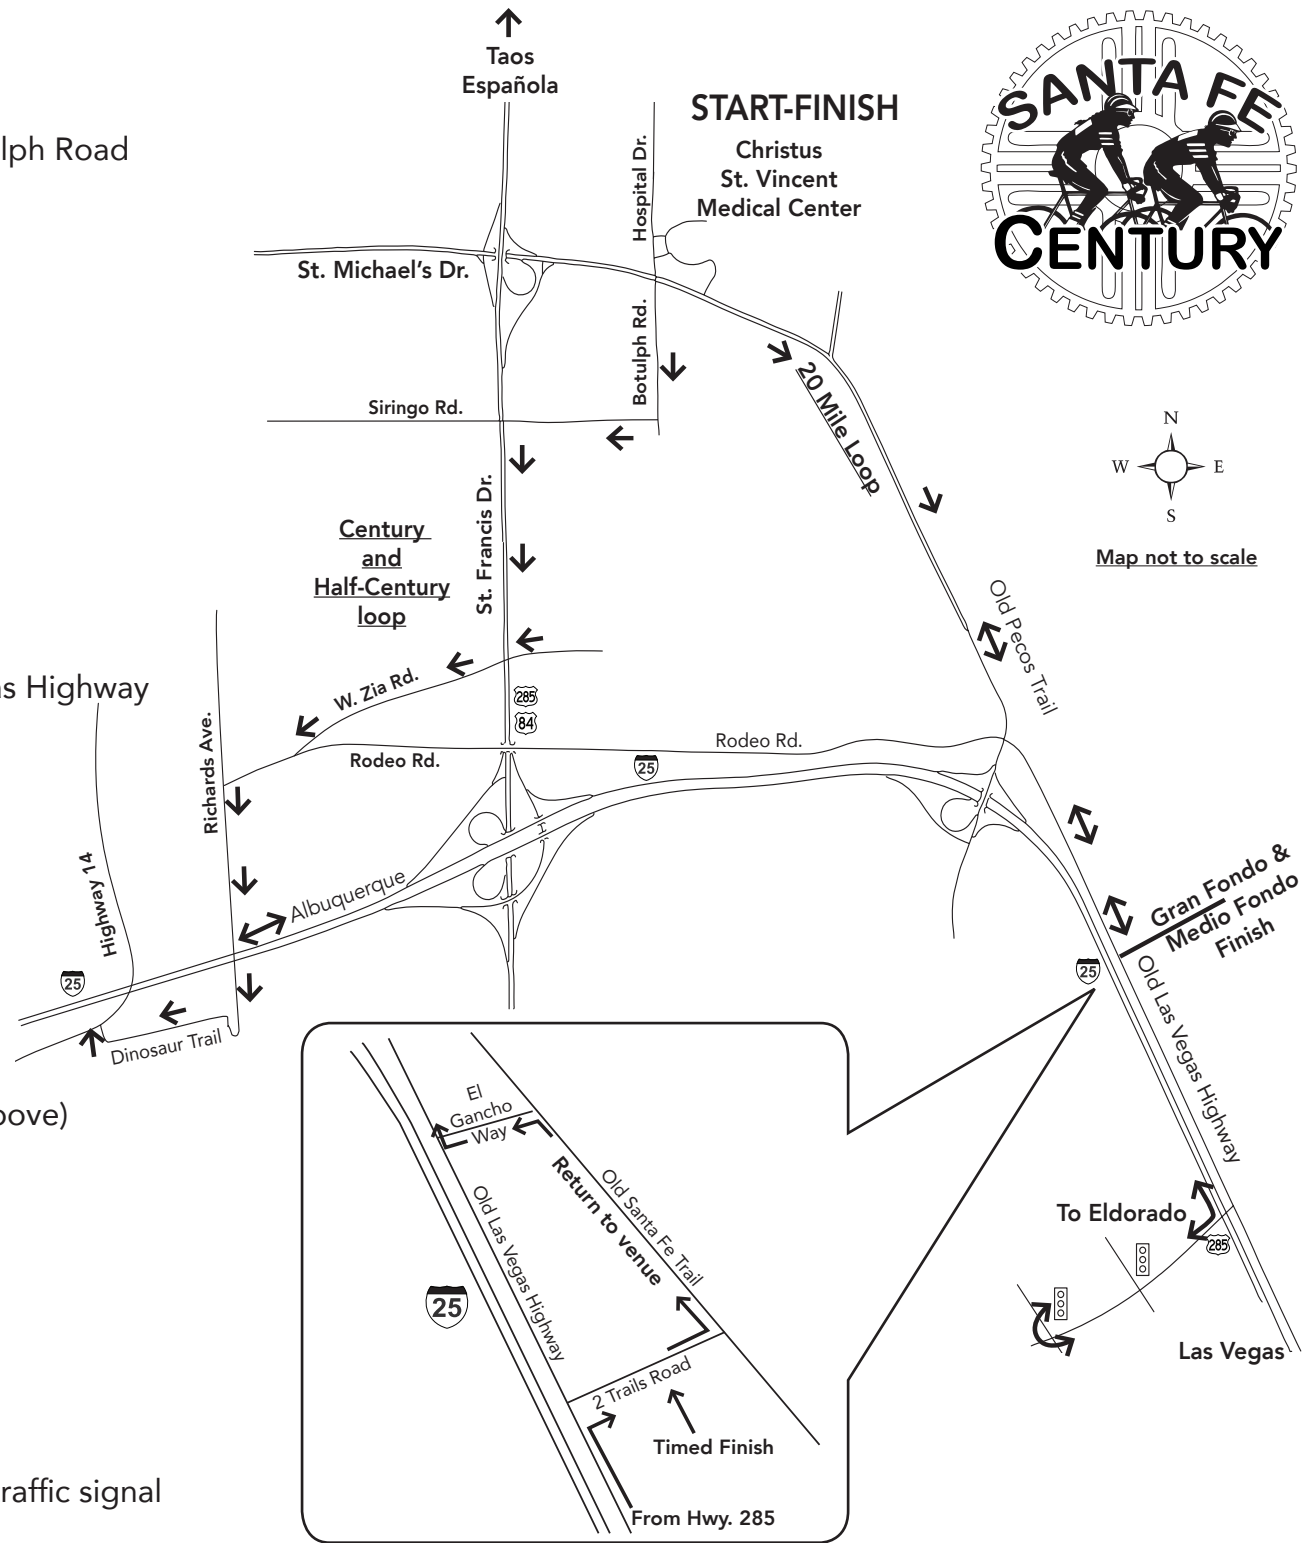 Taos
Española
START-FINISH
Christus
St. Vincent
Medical Center
SANTA FE
CENTURY
lph Road
Hospital Dr.
St. Michael's Dr.
Botulph Rd.
20 Mile Loop
Siringo Rd.
N
W
E
S
Map not to scale
St. Francis Dr.
Century
and
Half-Century
loop
Old Pecos Trail
s Highway
W. Zia Rd.
285
84
Richards Ave.
Rodeo Rd.
Rodeo Rd.
25
Highway 14
Albuquerque
Gran Fondo &
Medio Fondo
Finish
25
25
Dinosaur Trail
Old Las Vegas Highway
ove)
El
Gancho
Way
Return to venue
Old Santa Fe Trail
Old Las Vegas Highway
To Eldorado
285
25
Las Vegas
2 Trails Road
Timed Finish
raffic signal
From Hwy. 285